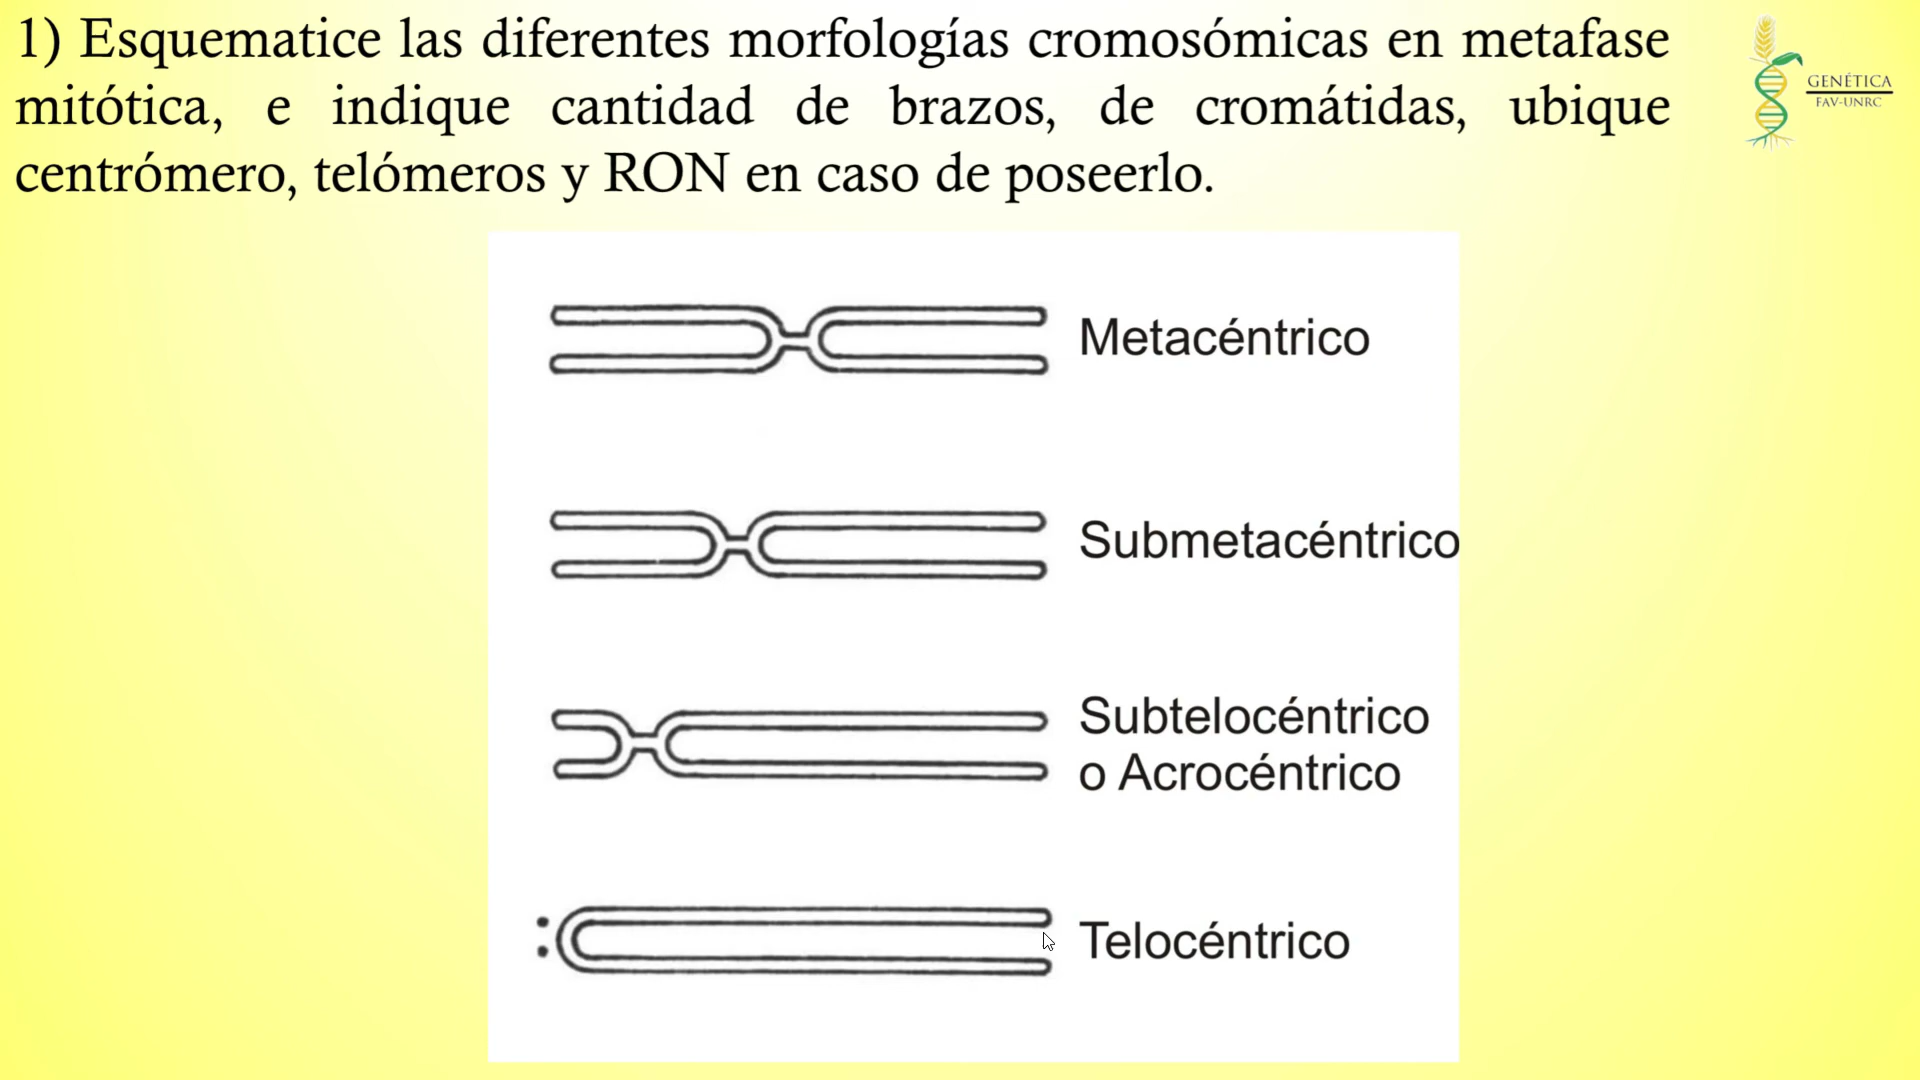 1) Esquematice las diferentes morfologías cromosómicas en metafase
mitótica, e indique cantidad de brazos, de cromátidas, ubique
centrómero, telómeros y RON en caso de poseerlo.
GENÉTICA
FAV-UNRC
Metacéntrico
Submetacéntrico
Subtelocéntrico
o Acrocéntrico
Telocéntrico